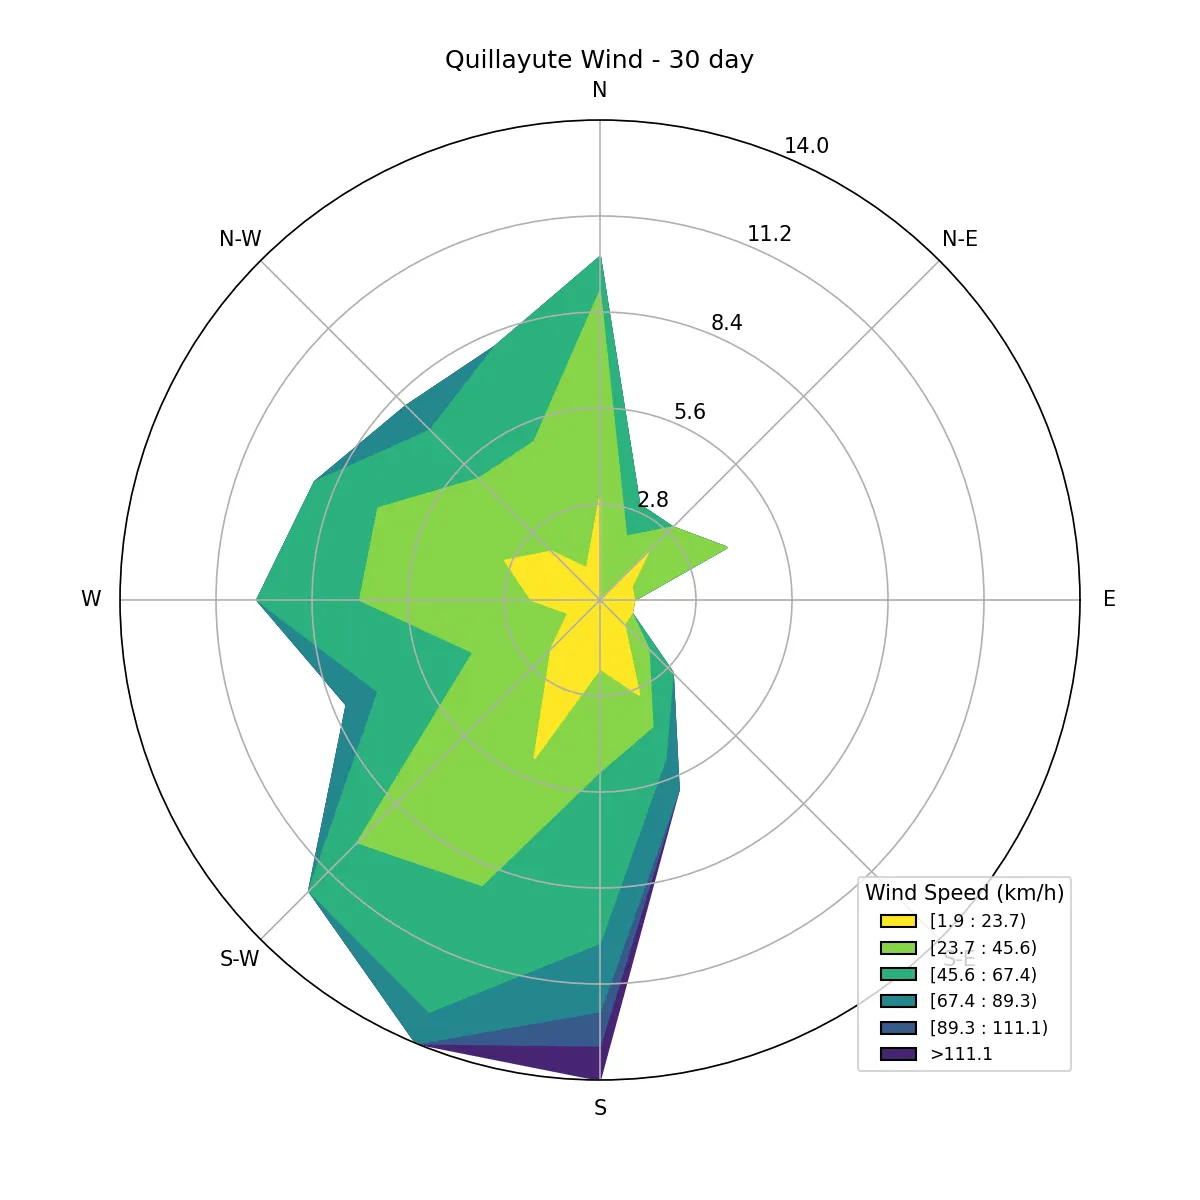 Quillayute Wind - 30 day
N
14.0
N-W
11.2
N-E
8.4
5.6
2.8
W
E
S-W
S-E
S
Wind Speed (km/h)
[1.9 : 23.7)
[23.7 : 45.6)
[45.6 : 67.4)
[67.4 : 89.3)
[89.3 : 111.1)
>111.1